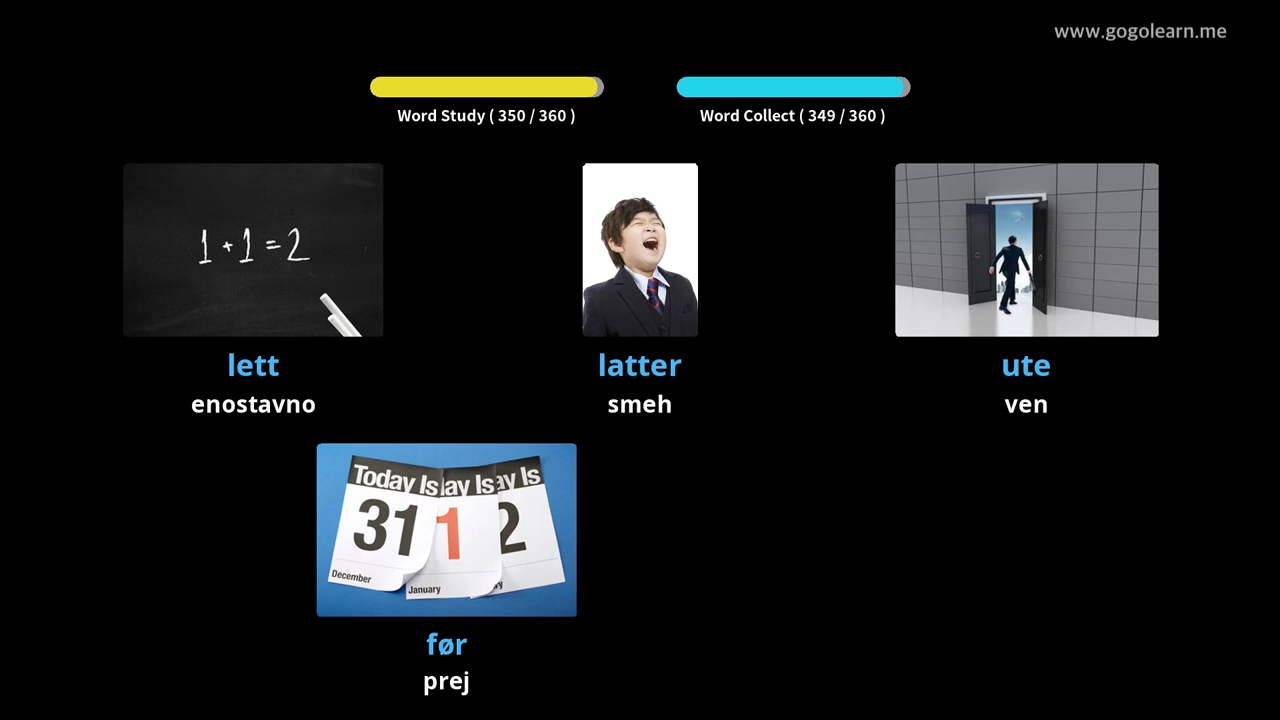 www.gogolearn.me
Word Study ( 350 / 360 )
Word Collect ( 349 / 360 )
1 + 1 = 2
lett
enostavno
latter
smeh
ute
ven
Today Is
ay Is
ay Is
31
1
2
December
January
ry
før
prej